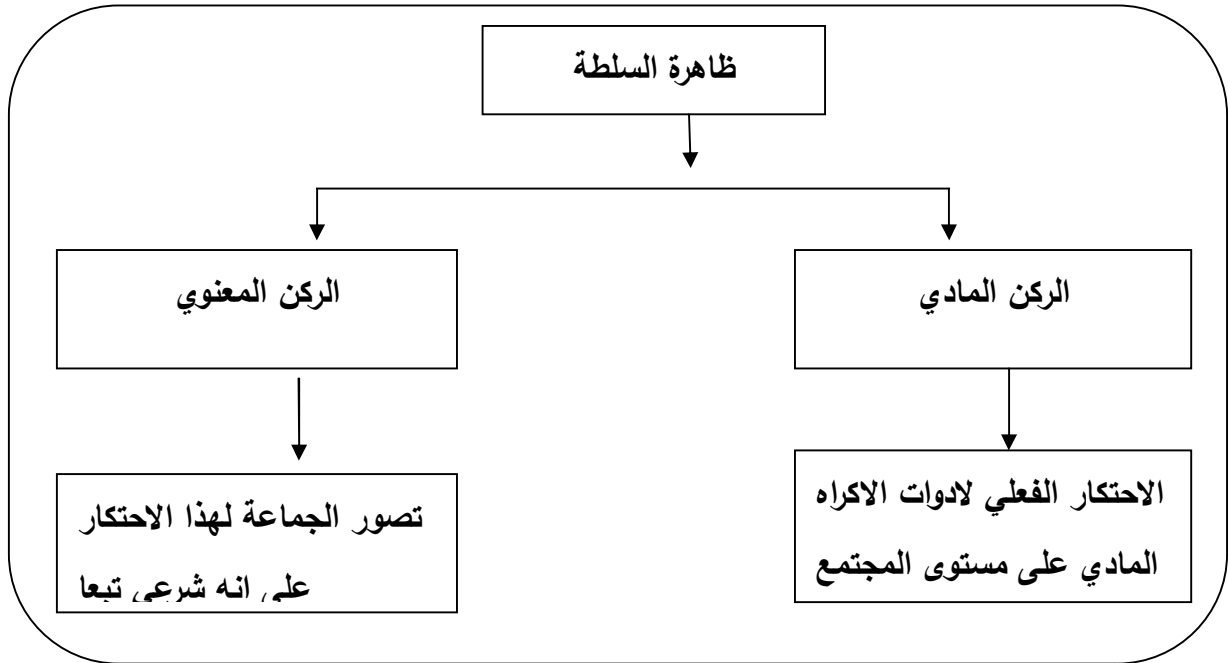 ظاهرة السلطة
الركن المادي
الركن المعنوي
الاحتكار الفعلي لادوات الاكراه
المادي على مستوى المجتمع
تصور الجماعة لهذا الاحتكار
على انه شرعي تبعا